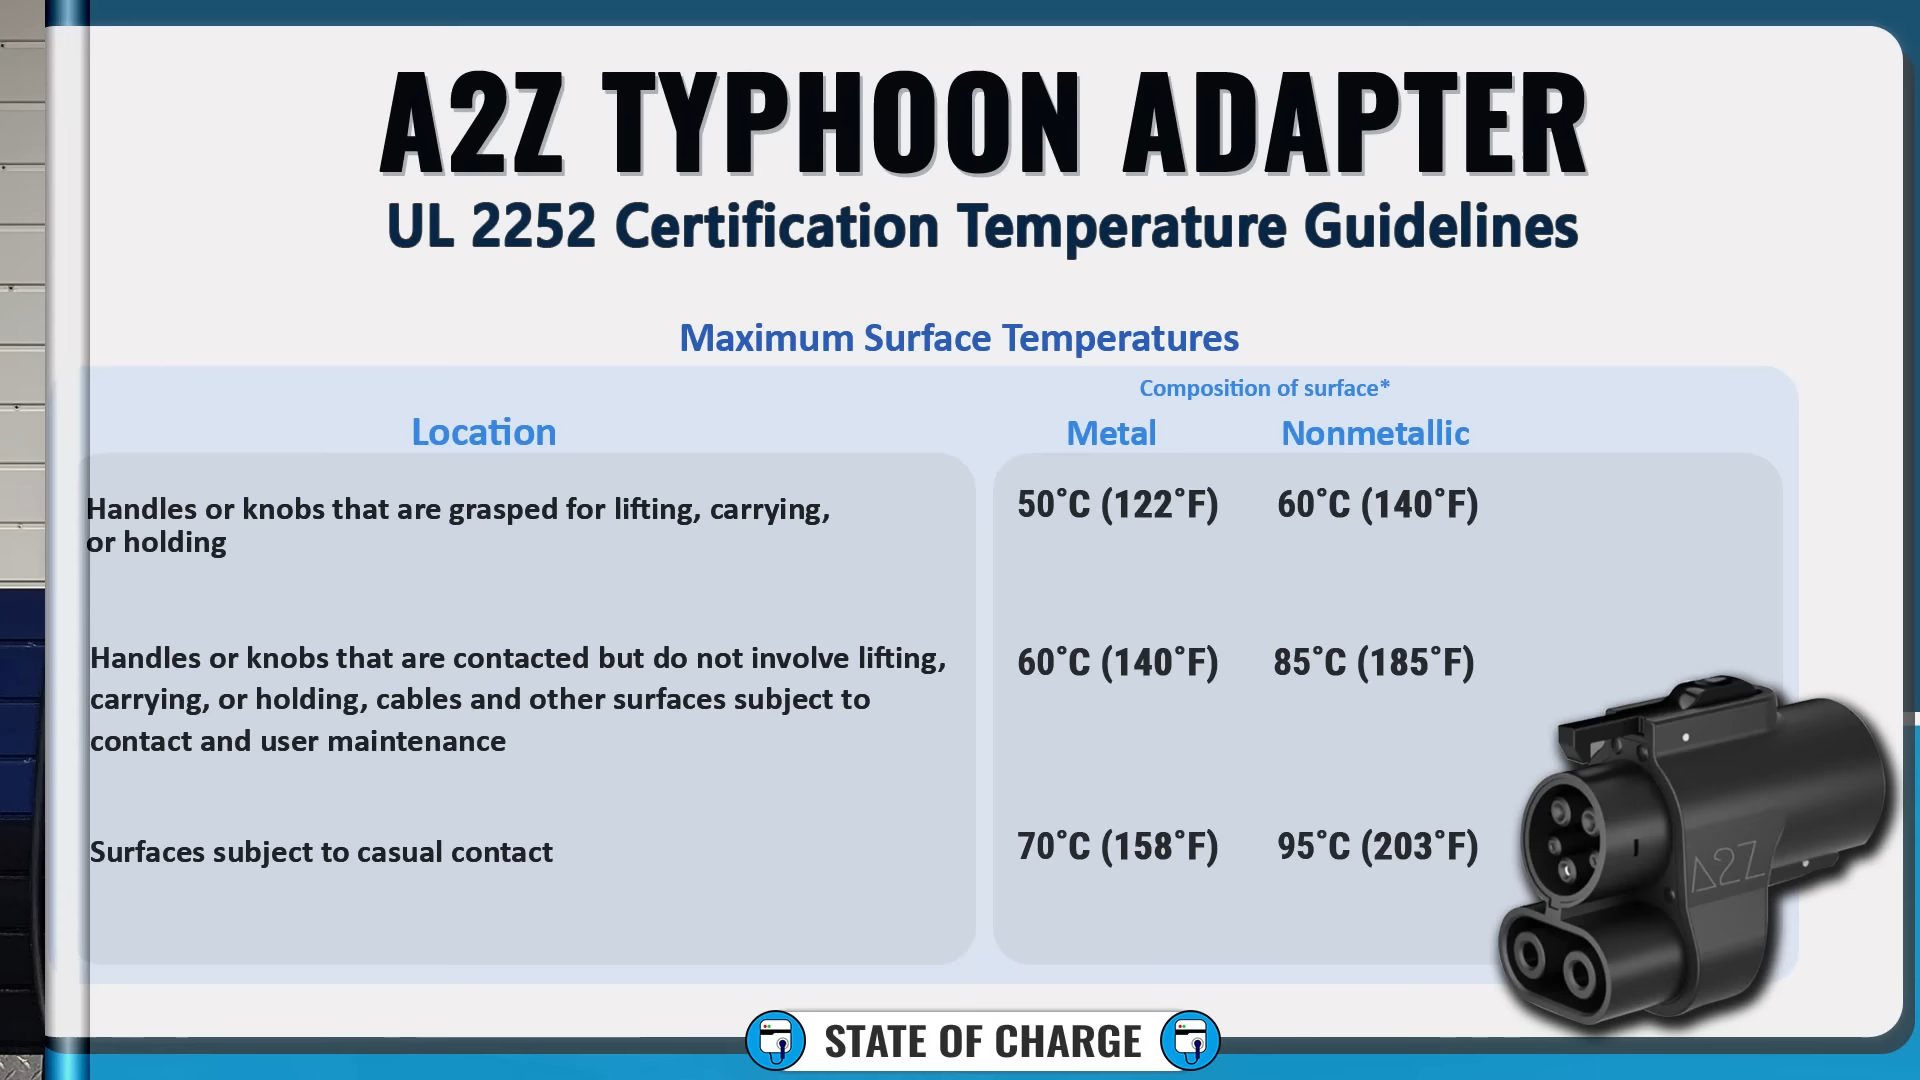 A2Z TYPHOON ADAPTER
UL 2252 Certification Temperature Guidelines
Maximum Surface Temperatures
Composition of surface*
Location
Metal
Nonmetallic
Handles or knobs that are grasped for lifting, carrying,
or holding
50˚C (122˚F)
60˚C (140˚F)
Handles or knobs that are contacted but do not involve lifting,
carrying, or holding, cables and other surfaces subject to
contact and user maintenance
60˚C (140˚F)
85˚C (185˚F)
Surfaces subject to casual contact
70˚C (158˚F)
95˚C (203˚F)
A2Z
STATE OF CHARGE